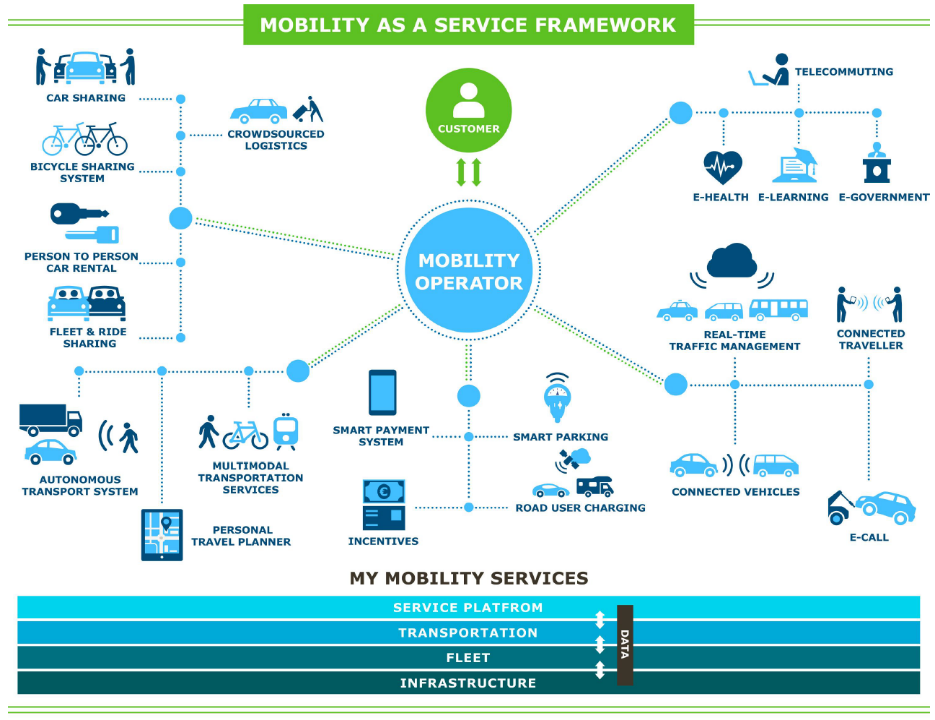 MOBILITY AS A SERVICE FRAMEWORK
CUSTOMER
MOBILITY
OPERATOR
CAR SHARING
CROWDSOURCED
LOGISTICS
BICYCLE SHARING
SYSTEM
PERSON TO PERSON
CAR RENTAL
FLEET & RIDE
SHARING
TELECOMMUTING
E-HEALTH
E-LEARNING
E-GOVERNMENT
REAL-TIME
TRAFFIC MANAGEMENT
CONNECTED
TRAVELLER
CONNECTED VEHICLES
E-CALL
AUTONOMOUS
TRANSPORT SYSTEM
MULTIMODAL
TRANSPORTATION
SERVICES
PERSONAL
TRAVEL PLANNER
SMART PAYMENT
SYSTEM
SMART PARKING
€
INCENTIVES
ROAD USER CHARGING
MY MOBILITY SERVICES
SERVICE PLATFROM
TRANSPORTATION
FLEET
INFRASTRUCTURE
DATA